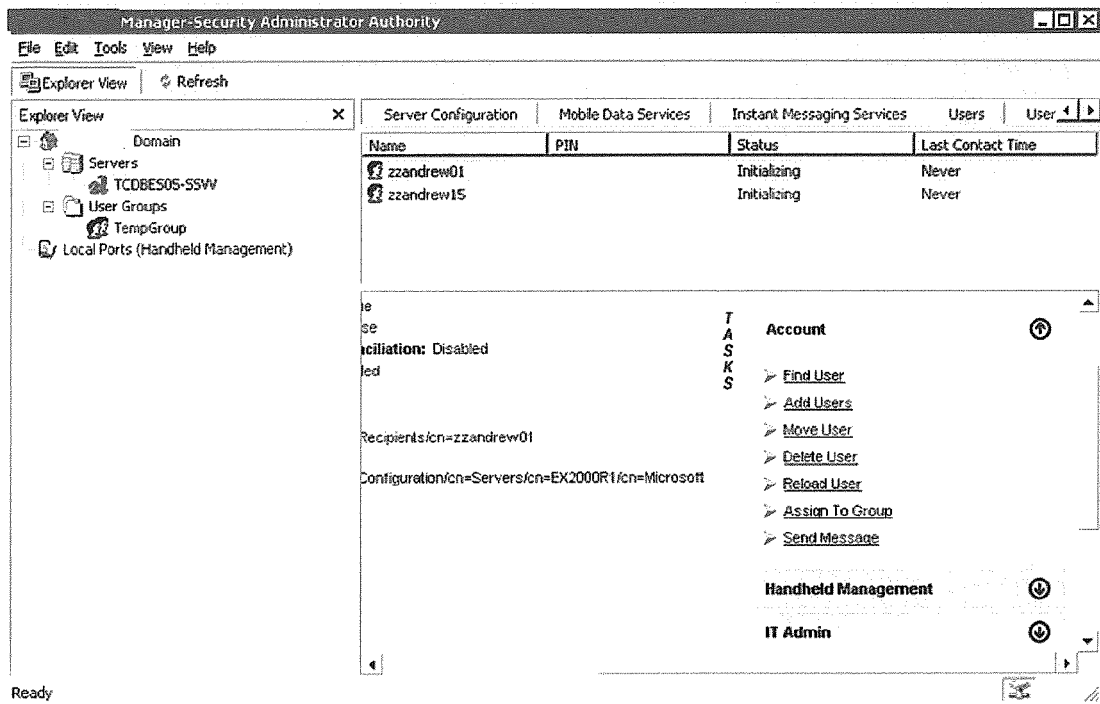 Manager-Security Administrator Authority
File Edit Tools View Help
Explorer View Refresh
Explorer View
Domain
Servers
TCDBES05-SSVV
User Groups
TempGroup
Local Ports (Handheld Management)
Server Configuration Mobile Data Services Instant Messaging Services Users User
Name PIN Status Last Contact Time
zzandrew01 Initializing Never
zzandrew15 Initializing Never
ie
se
nciliation: Disabled
led
Recipients/cn=zzandrew01
Configuration/cn=Servers/cn=EX2000R1/cn=Microsoft
TASKS
Account
Find User
Add Users
Move User
Delete User
Reload User
Assign To Group
Send Message
Handheld Management
IT Admin
Ready